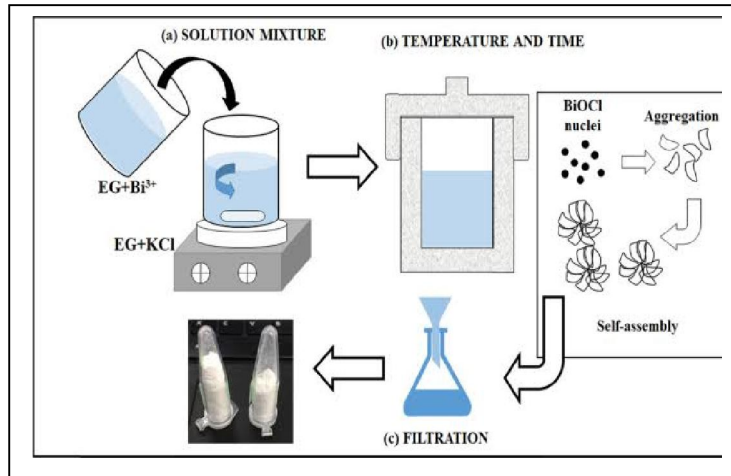 (a) SOLUTION MIXTURE
(b) TEMPERATURE AND TIME
EG+Bi³⁺
EG+KCl
BiOCl
nuclei
Aggregation
Self-assembly
(c) FILTRATION